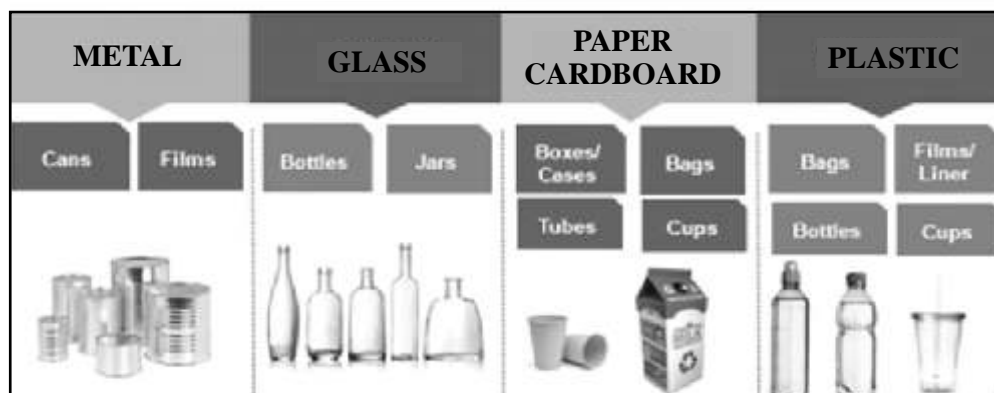 METAL
GLASS
PAPER
CARDBOARD
PLASTIC
Cans
Films
Bottles
Jars
Boxes/
Cases
Bags
Tubes
Cups
Bags
Films/
Liner
Bottles
Cups